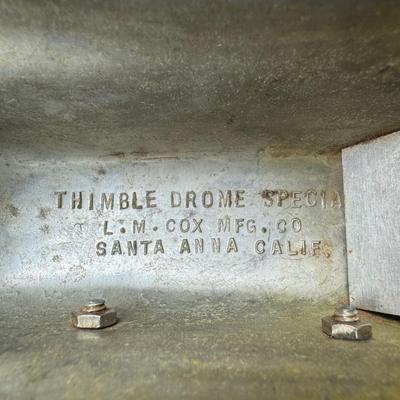 THIMBLE DROME SPECIA
L.M. COX MFG. CO
SANTA ANNA CALIF.